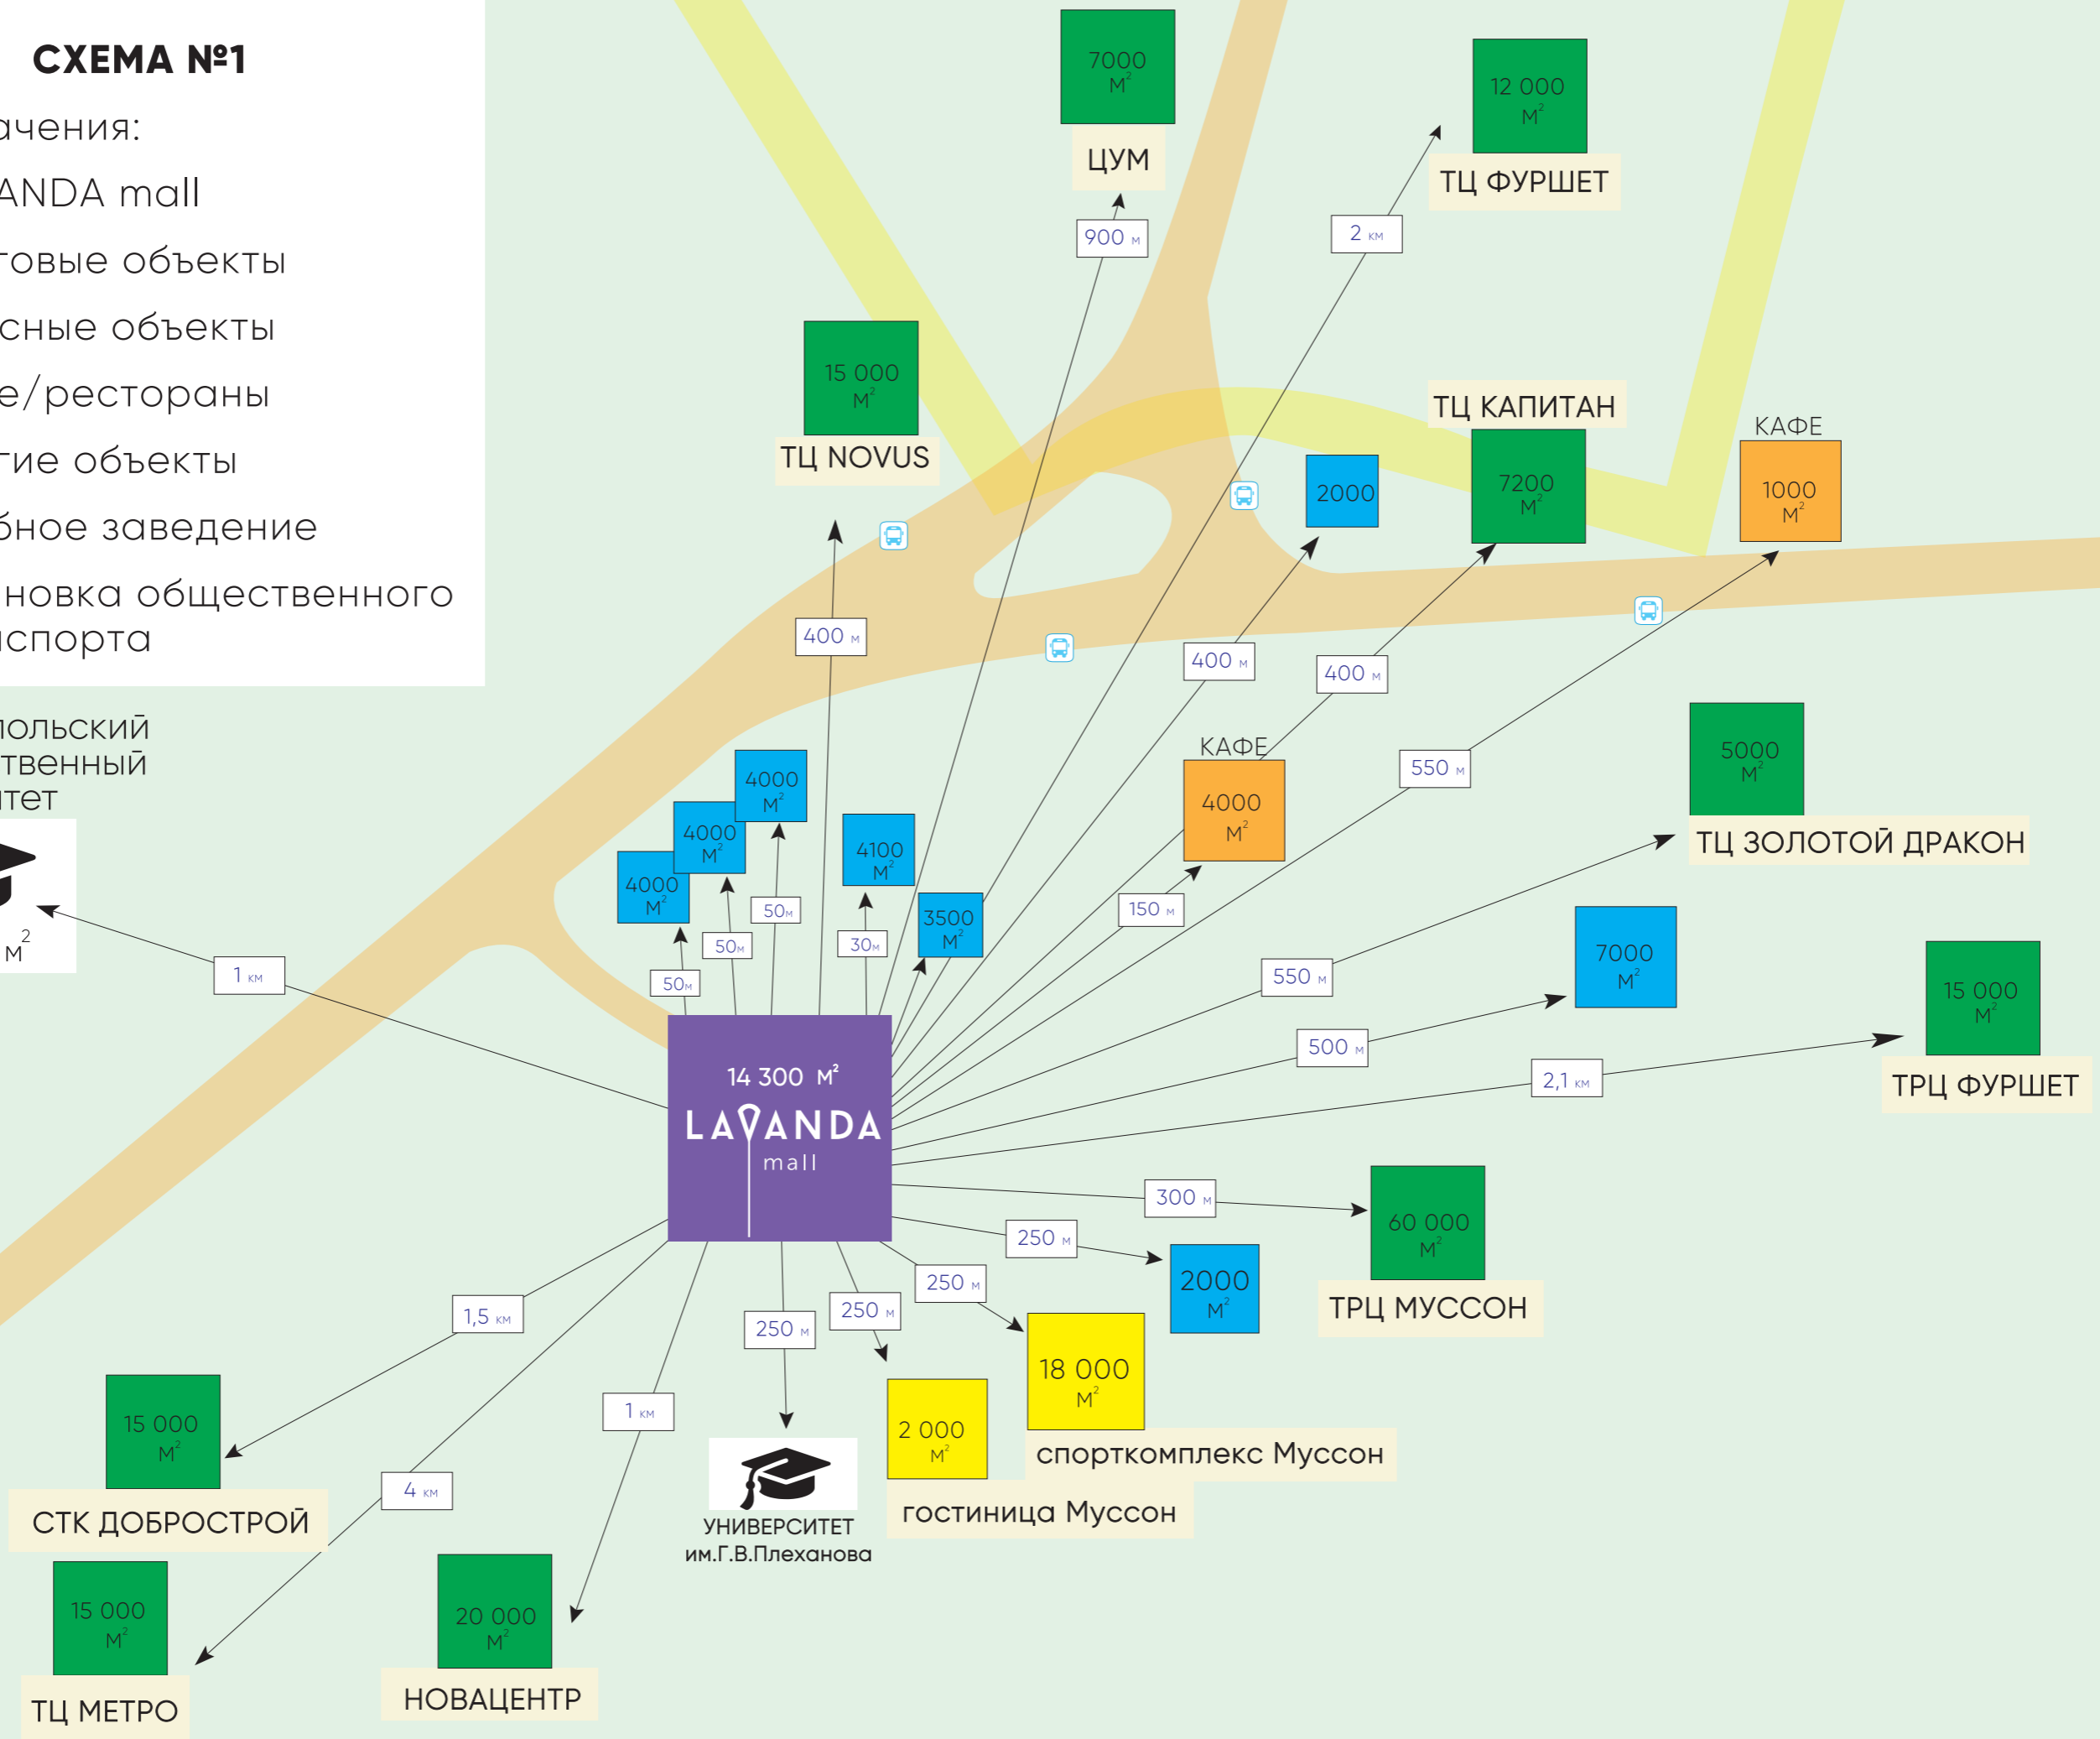 СХЕМА №1
ачения:
ANDA mall
говые объекты
сные объекты
е/рестораны
гие объекты
бное заведение
новка общественного
спорта
польский
твенный
тет
м²
1 км
7000
М²
ЦУМ
900 м
12 000
М²
ТЦ ФУРШЕТ
2 км
15 000
М²
ТЦ NOVUS
400 м
2000
400 м
ТЦ КАПИТАН
7200
М²
400 м
КАФЕ
1000
М²
550 м
4000
М²
50м
4000
М²
50м
4000
М²
50м
4100
М²
30м
3500
М²
КАФЕ
4000
М²
150 м
5000
М²
ТЦ ЗОЛОТОЙ ДРАКОН
550 м
7000
М²
500 м
15 000
М²
ТРЦ ФУРШЕТ
2,1 км
14 300 М²
LAVANDA
mall
300 м
60 000
М²
ТРЦ МУССОН
250 м
2000
М²
250 м
18 000
М²
спорткомплекс Муссон
250 м
2 000
М²
гостиница Муссон
250 м
УНИВЕРСИТЕТ
им.Г.В.Плеханова
1,5 км
15 000
М²
СТК ДОБРОСТРОЙ
4 км
15 000
М²
ТЦ МЕТРО
1 км
20 000
М²
НОВАЦЕНТР